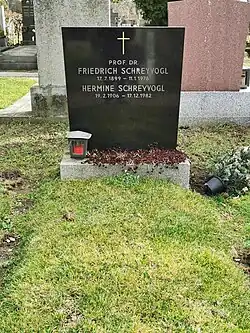 PROF. DR.
FRIEDRICH SCHREYVOGL
17. 7. 1899 – 11. 1. 1976
HERMINE SCHREYVOGL
19. 2. 1906 – 17. 12. 1982